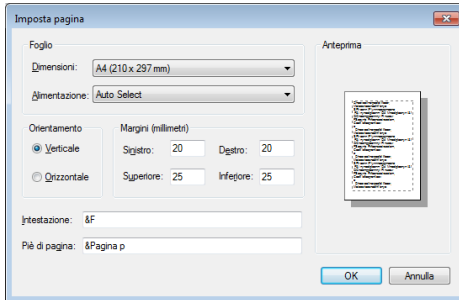 Imposta pagina
Foglio
Dimensioni: A4 (210 x 297 mm)
Alimentazione: Auto Select
Orientamento
Verticale
Orizzontale
Margini (millimetri)
Sinistro: 20 Destro: 20
Superiore: 25 Inferiore: 25
Intestazione: &F
Piè di pagina: &Pagina p
Anteprima
OK Annulla